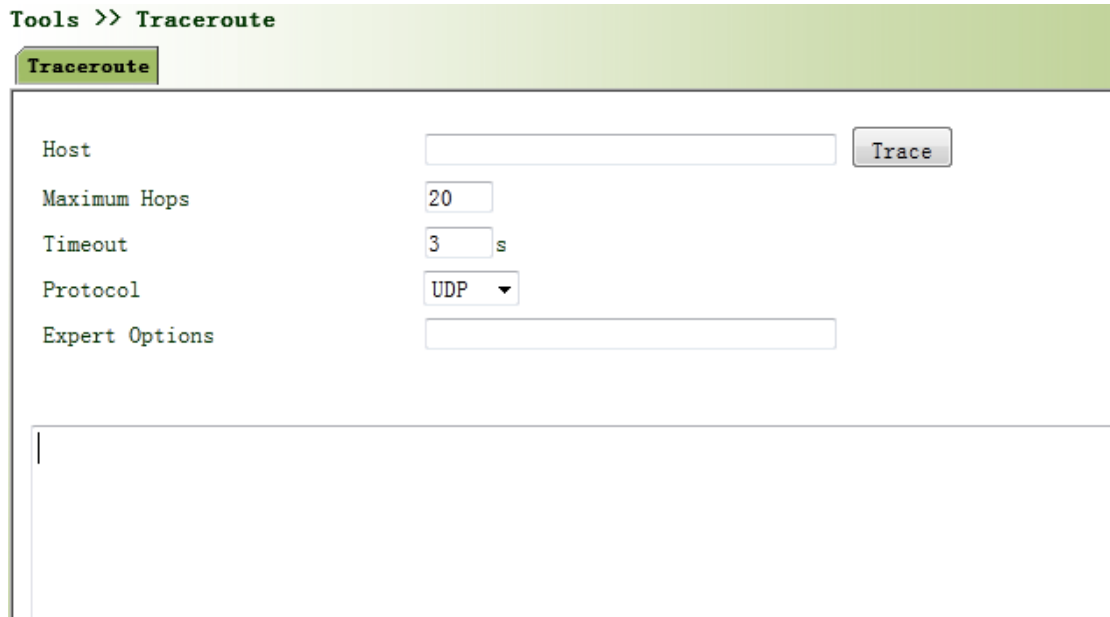 Tools >> Traceroute
Traceroute
Host Trace
Maximum Hops 20
Timeout 3 s
Protocol UDP
Expert Options